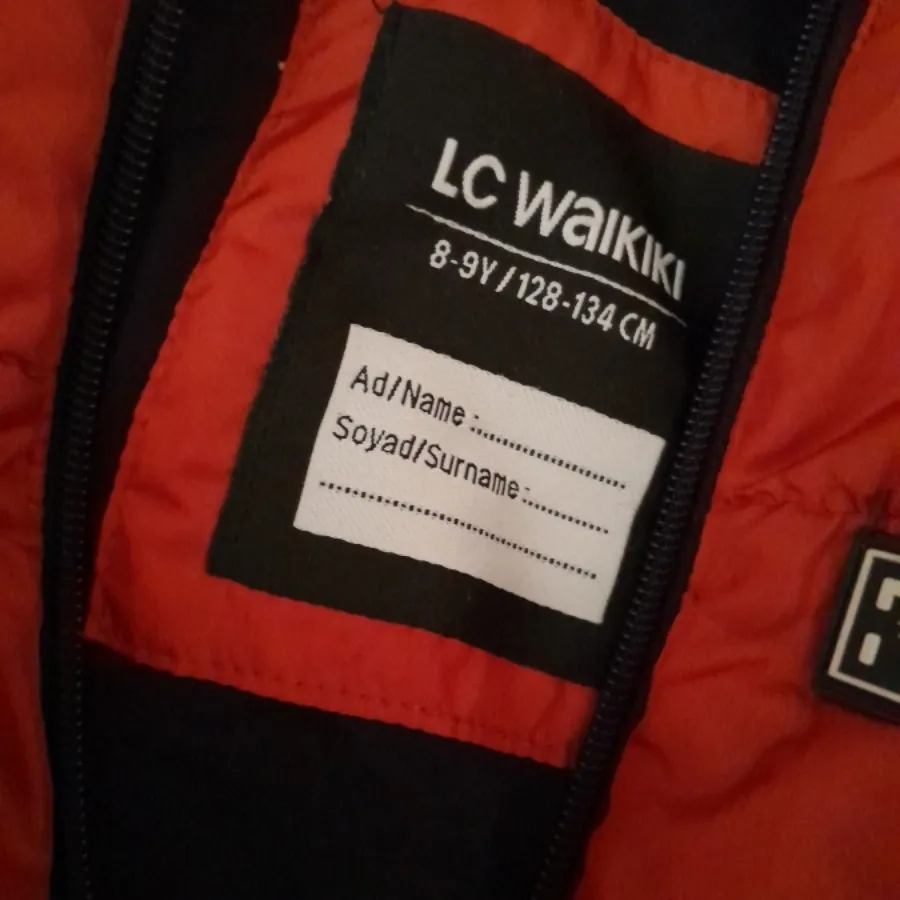 LC WAIKIKI
8-9Y/128-134 CM
Ad/Name:....................
Soyad/Surname:...........
....................................